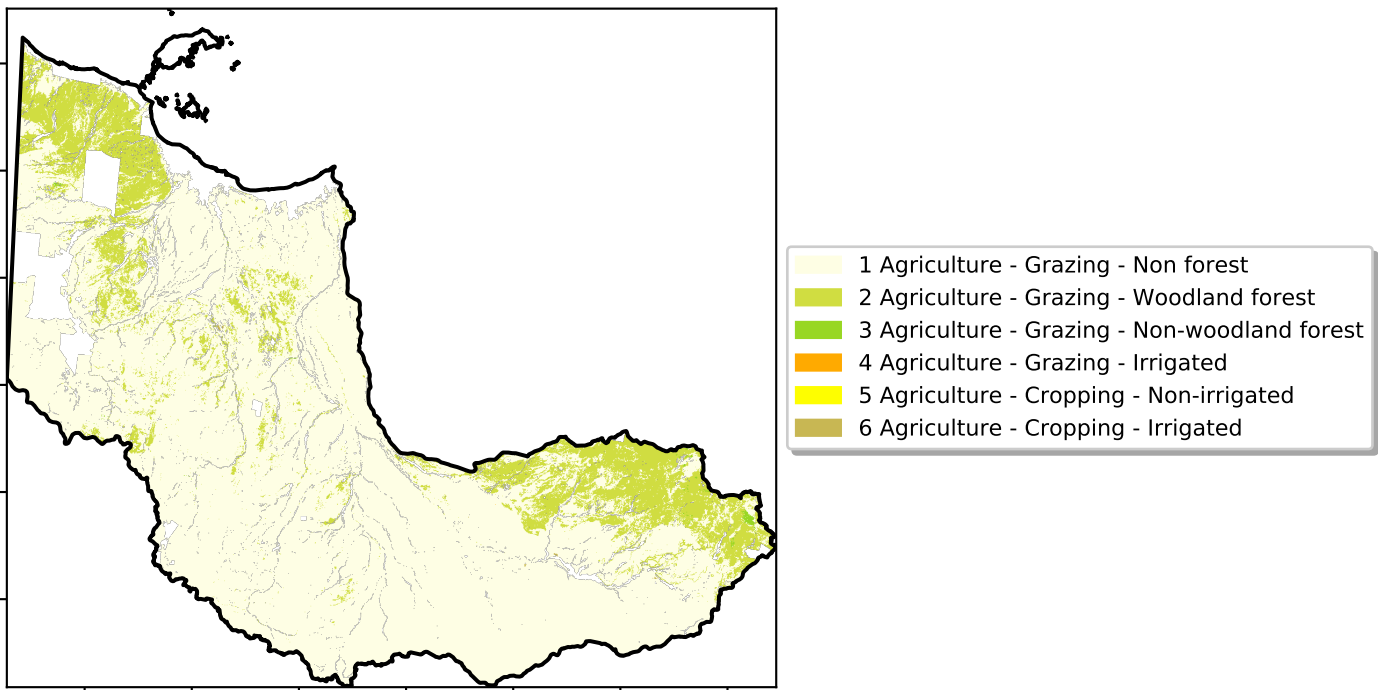 1 Agriculture - Grazing - Non forest
2 Agriculture - Grazing - Woodland forest
3 Agriculture - Grazing - Non-woodland forest
4 Agriculture - Grazing - Irrigated
5 Agriculture - Cropping - Non-irrigated
6 Agriculture - Cropping - Irrigated